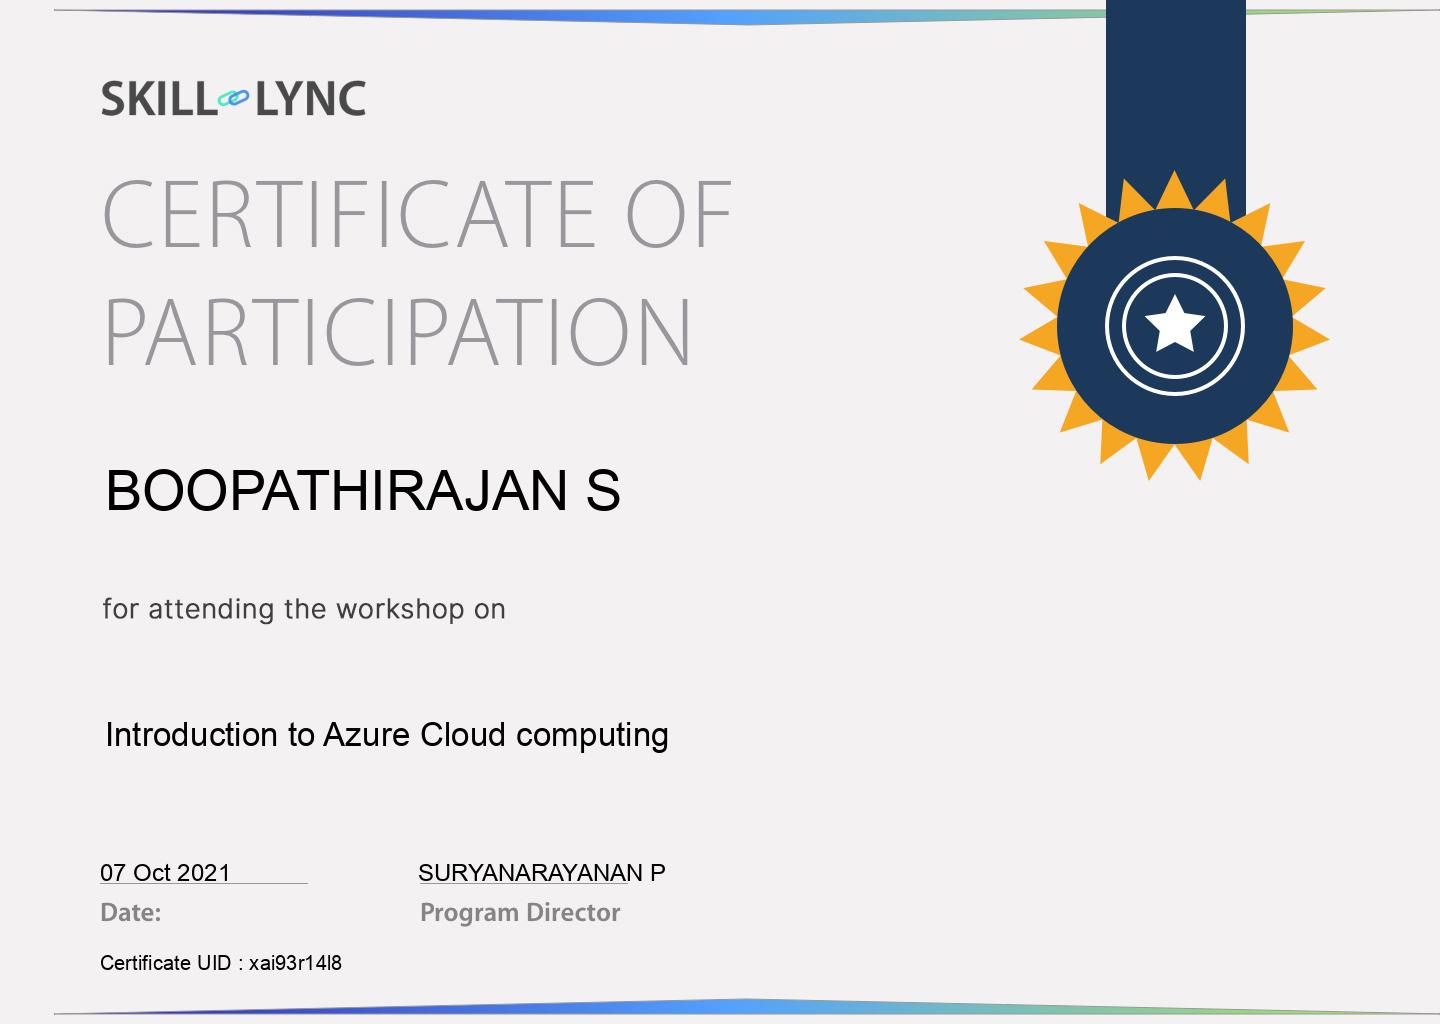 SKILL LYNC
CERTIFICATE OF
PARTICIPATION
BOOPATHIRAJAN S
for attending the workshop on
Introduction to Azure Cloud computing
07 Oct 2021
SURYANARAYANAN P
Date:
Program Director
Certificate UID : xai93r14l8